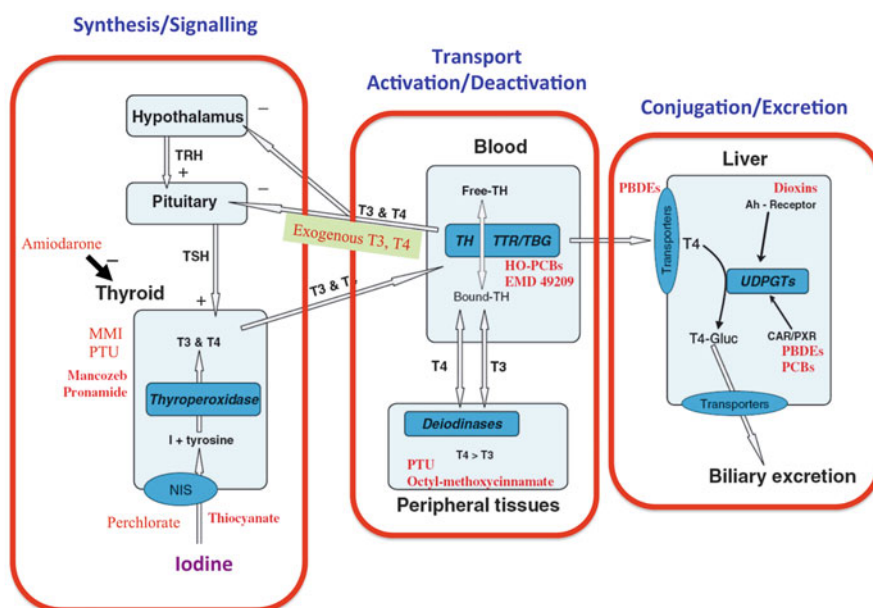 Synthesis/Signalling
Hypothalamus
–
TRH
+
Pituitary
–
TSH
Amiodarone
–
Thyroid
+
T3 & T4
MMI
PTU
Mancozeb
Pronamide
Thyroperoxidase
I + tyrosine
NIS
Perchlorate
Thiocyanate
Iodine
T3 & T4
Exogenous T3, T4
T3 &
Transport
Activation/Deactivation
Blood
Free-TH
TH
TTR/TBG
HO-PCBs
EMD 49209
Bound-TH
T4
T3
Deiodinases
T4 > T3
PTU
Octyl-methoxycinnamate
Peripheral tissues
Conjugation/Excretion
Liver
PBDEs
Dioxins
Ah - Receptor
Transporters
T4
UDPGTs
T4-Gluc
CAR/PXR
PBDEs
PCBs
Transporters
Biliary excretion